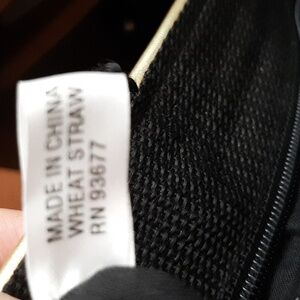 MADE IN CHINA
WHEAT STRAW
RN 93677